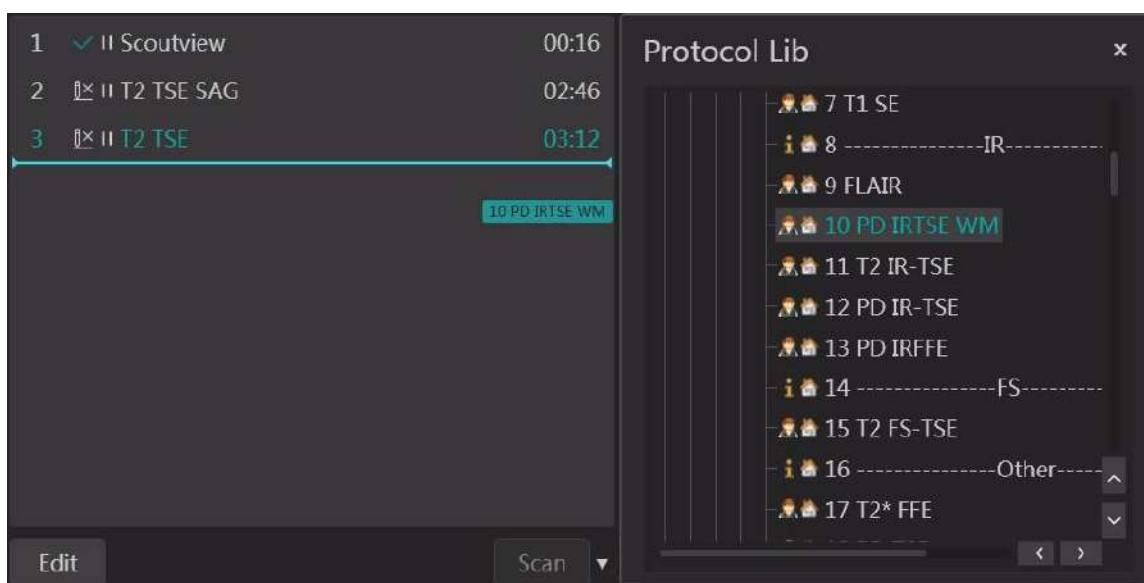 1 Scoutview 00:16
2 T2 TSE SAG 02:46
3 T2 TSE 03:12
10 PD IRTSE WM
Edit
Scan
Protocol Lib
7 T1 SE
8 ---------------IR----------
9 FLAIR
10 PD IRTSE WM
11 T2 IR-TSE
12 PD IR-TSE
13 PD IRFFE
14 ---------------FS---------
15 T2 FS-TSE
16 ---------------Other-----
17 T2* FFE